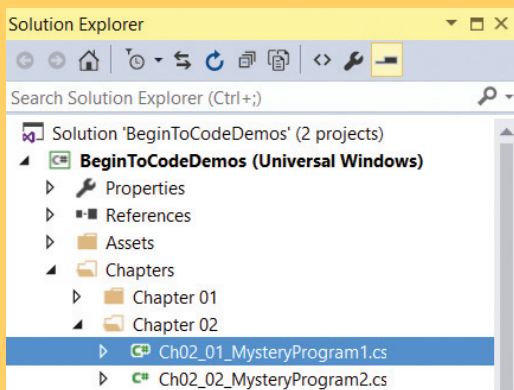 Solution Explorer
Search Solution Explorer (Ctrl+;)
Solution 'BeginToCodeDemos' (2 projects)
C# BeginToCodeDemos (Universal Windows)
Properties
References
Assets
Chapters
Chapter 01
Chapter 02
C# Ch02_01_MysteryProgram1.cs
C# Ch02_02_MysteryProgram2.cs